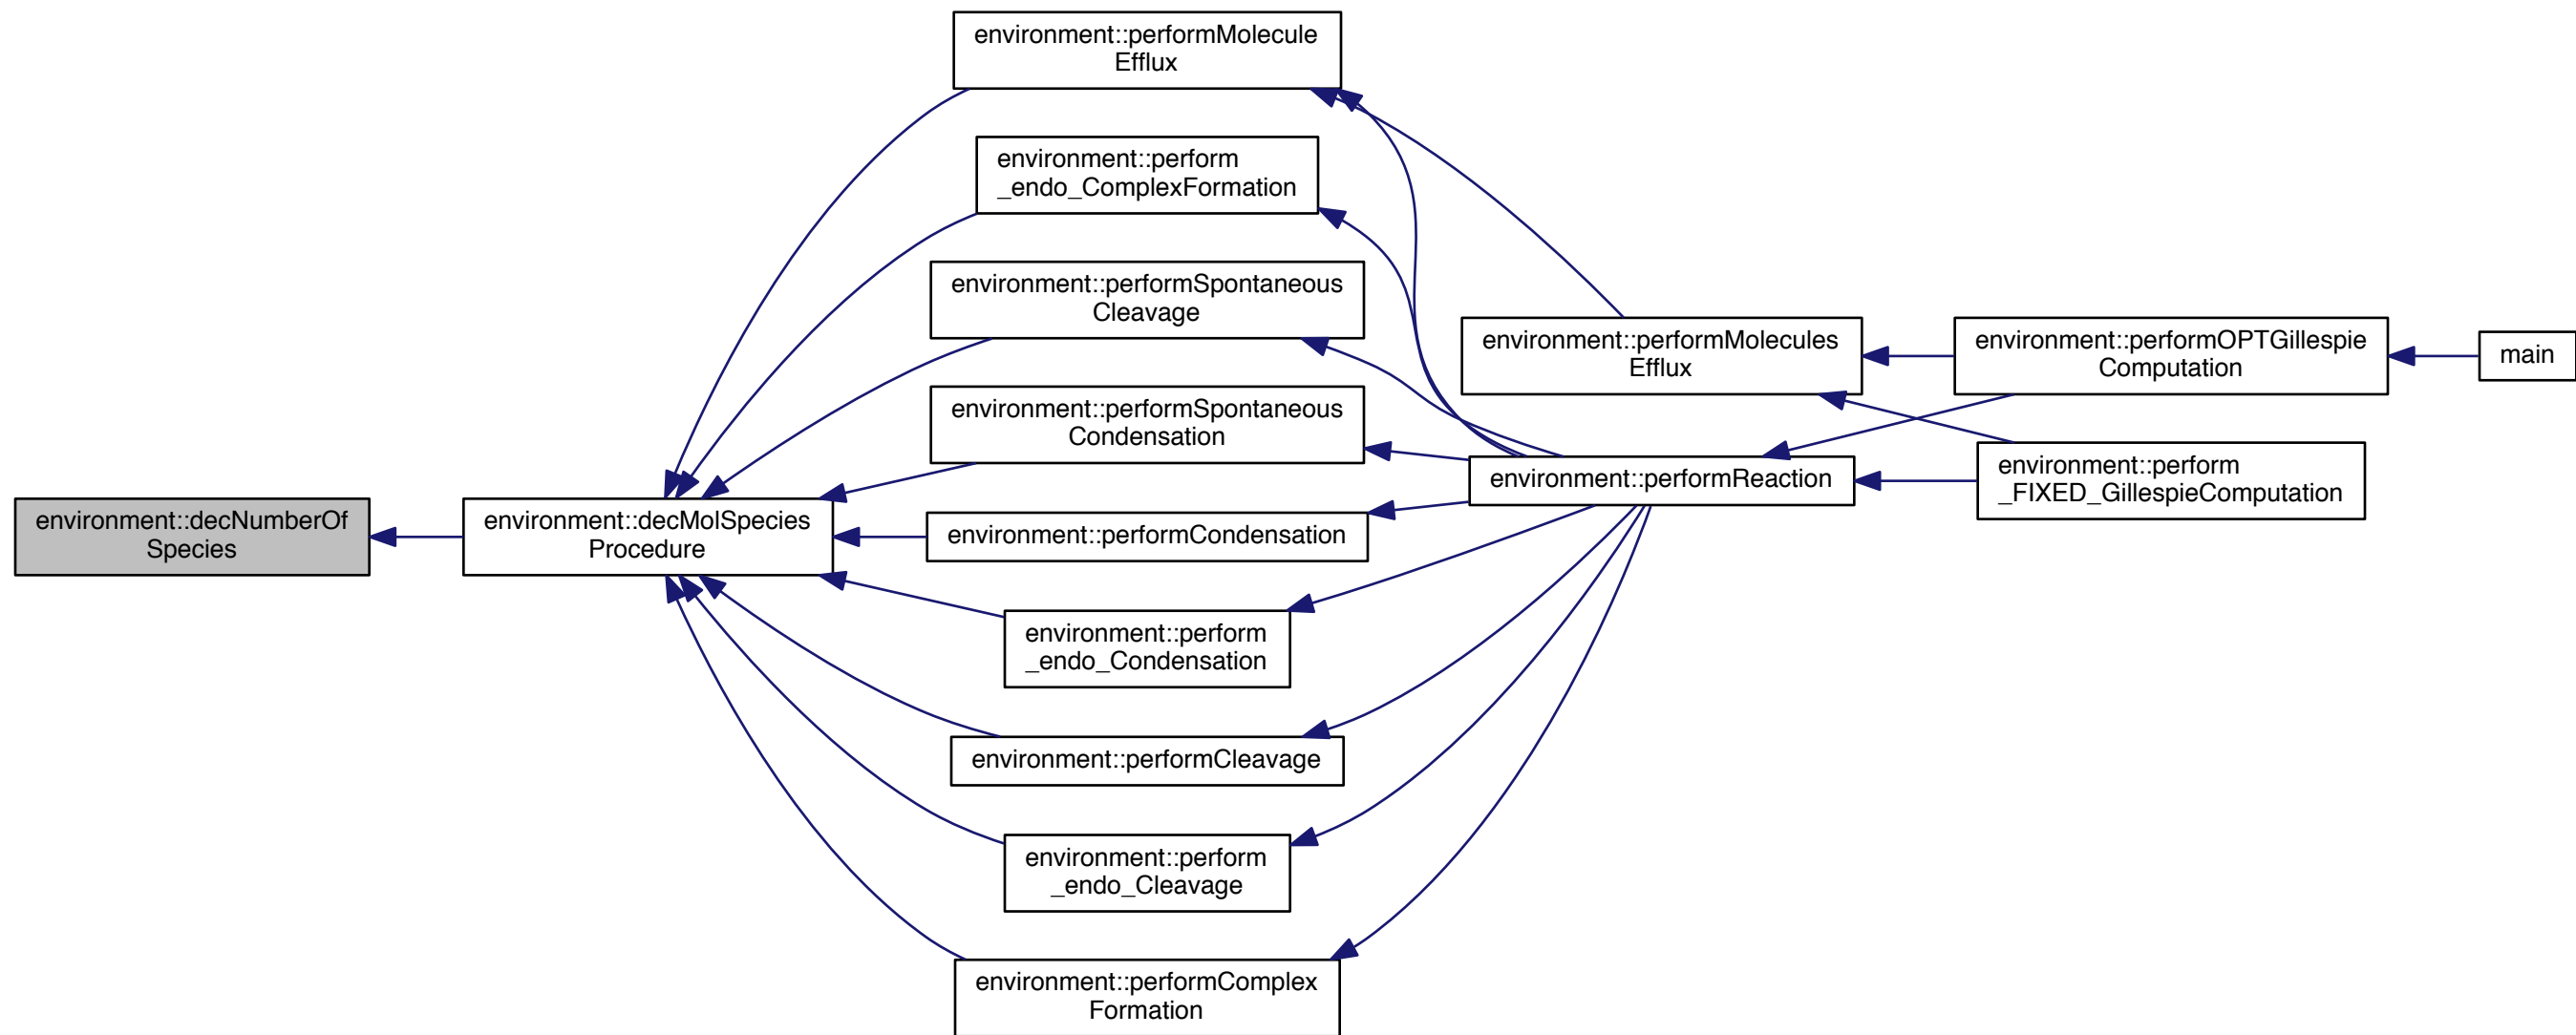 environment::performMolecule
Efflux
environment::perform
_endo_ComplexFormation
environment::performSpontaneous
Cleavage
environment::performMolecules
Efflux
environment::performOPTGillespie
Computation
main
environment::performSpontaneous
Condensation
environment::performReaction
environment::perform
_FIXED_GillespieComputation
environment::decNumberOf
Species
environment::decMolSpecies
Procedure
environment::performCondensation
environment::perform
_endo_Condensation
environment::performCleavage
environment::perform
_endo_Cleavage
environment::performComplex
Formation